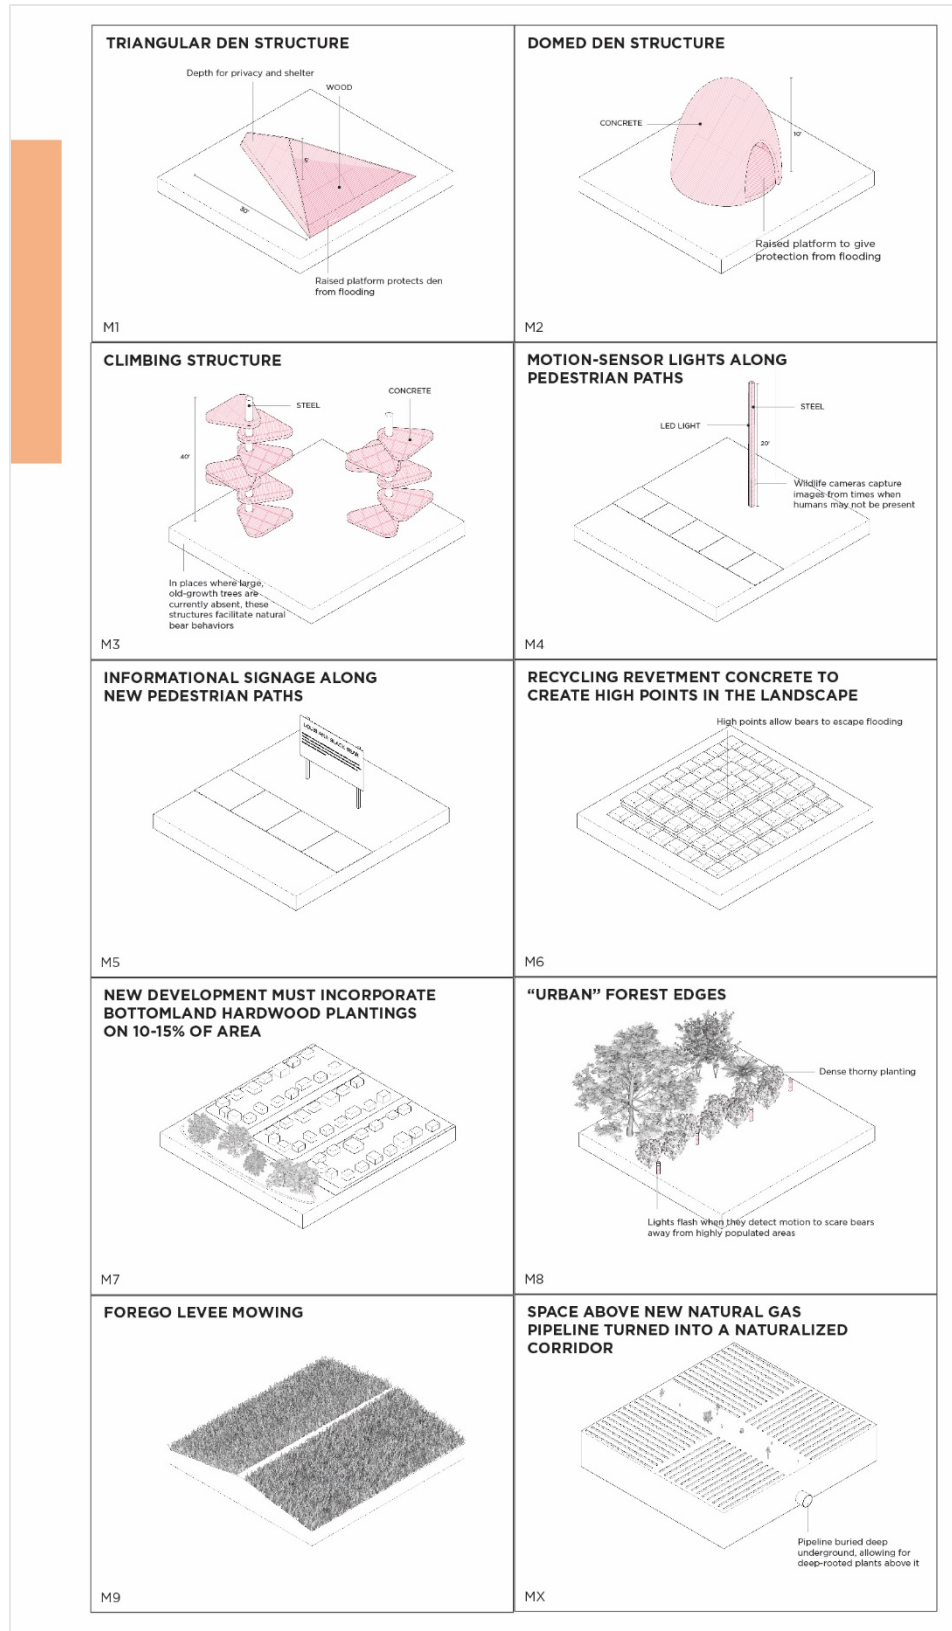 TRIANGULAR DEN STRUCTURE
Depth for privacy and shelter
WOOD
5'
30'
Raised platform protects den
from flooding
M1
DOMED DEN STRUCTURE
CONCRETE
10'
Raised platform to give
protection from flooding
M2
CLIMBING STRUCTURE
STEEL
CONCRETE
40'
In places where large,
old-growth trees are
currently absent, these
structures facilitate natural
bear behaviors
M3
MOTION-SENSOR LIGHTS ALONG
PEDESTRIAN PATHS
STEEL
LED LIGHT
20'
Wildlife cameras capture
images from times when
humans may not be present
M4
INFORMATIONAL SIGNAGE ALONG
NEW PEDESTRIAN PATHS
BLACK BEAR
M5
RECYCLING REVETMENT CONCRETE TO
CREATE HIGH POINTS IN THE LANDSCAPE
High points allow bears to escape flooding
M6
NEW DEVELOPMENT MUST INCORPORATE
BOTTOMLAND HARDWOOD PLANTINGS
ON 10-15% OF AREA
M7
“URBAN” FOREST EDGES
Dense thorny planting
Lights flash when they detect motion to scare bears
away from highly populated areas
M8
FOREGO LEVEE MOWING
M9
SPACE ABOVE NEW NATURAL GAS
PIPELINE TURNED INTO A NATURALIZED
CORRIDOR
Pipeline buried deep
underground, allowing for
deep-rooted plants above it
MX